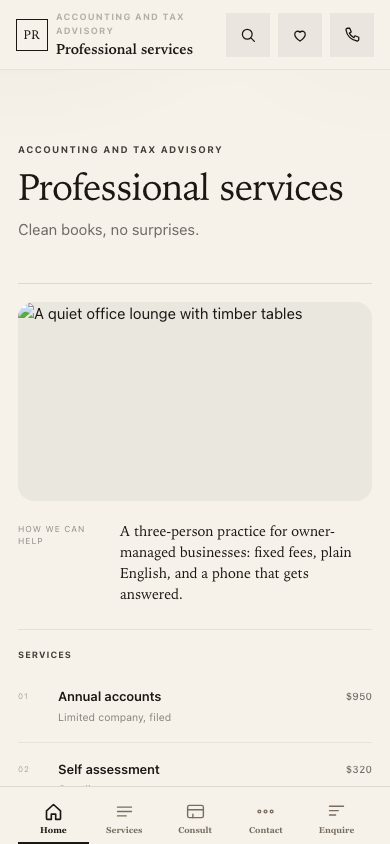 PR
ACCOUNTING AND TAX
ADVISORY
Professional services
ACCOUNTING AND TAX ADVISORY
Professional services
Clean books, no surprises.
A quiet office lounge with timber tables
HOW WE CAN
HELP
A three-person practice for owner-
managed businesses: fixed fees, plain
English, and a phone that gets
answered.
SERVICES
01
Annual accounts
$950
Limited company, filed
02
Self assessment
$320
Home
Services
Consult
Contact
Enquire